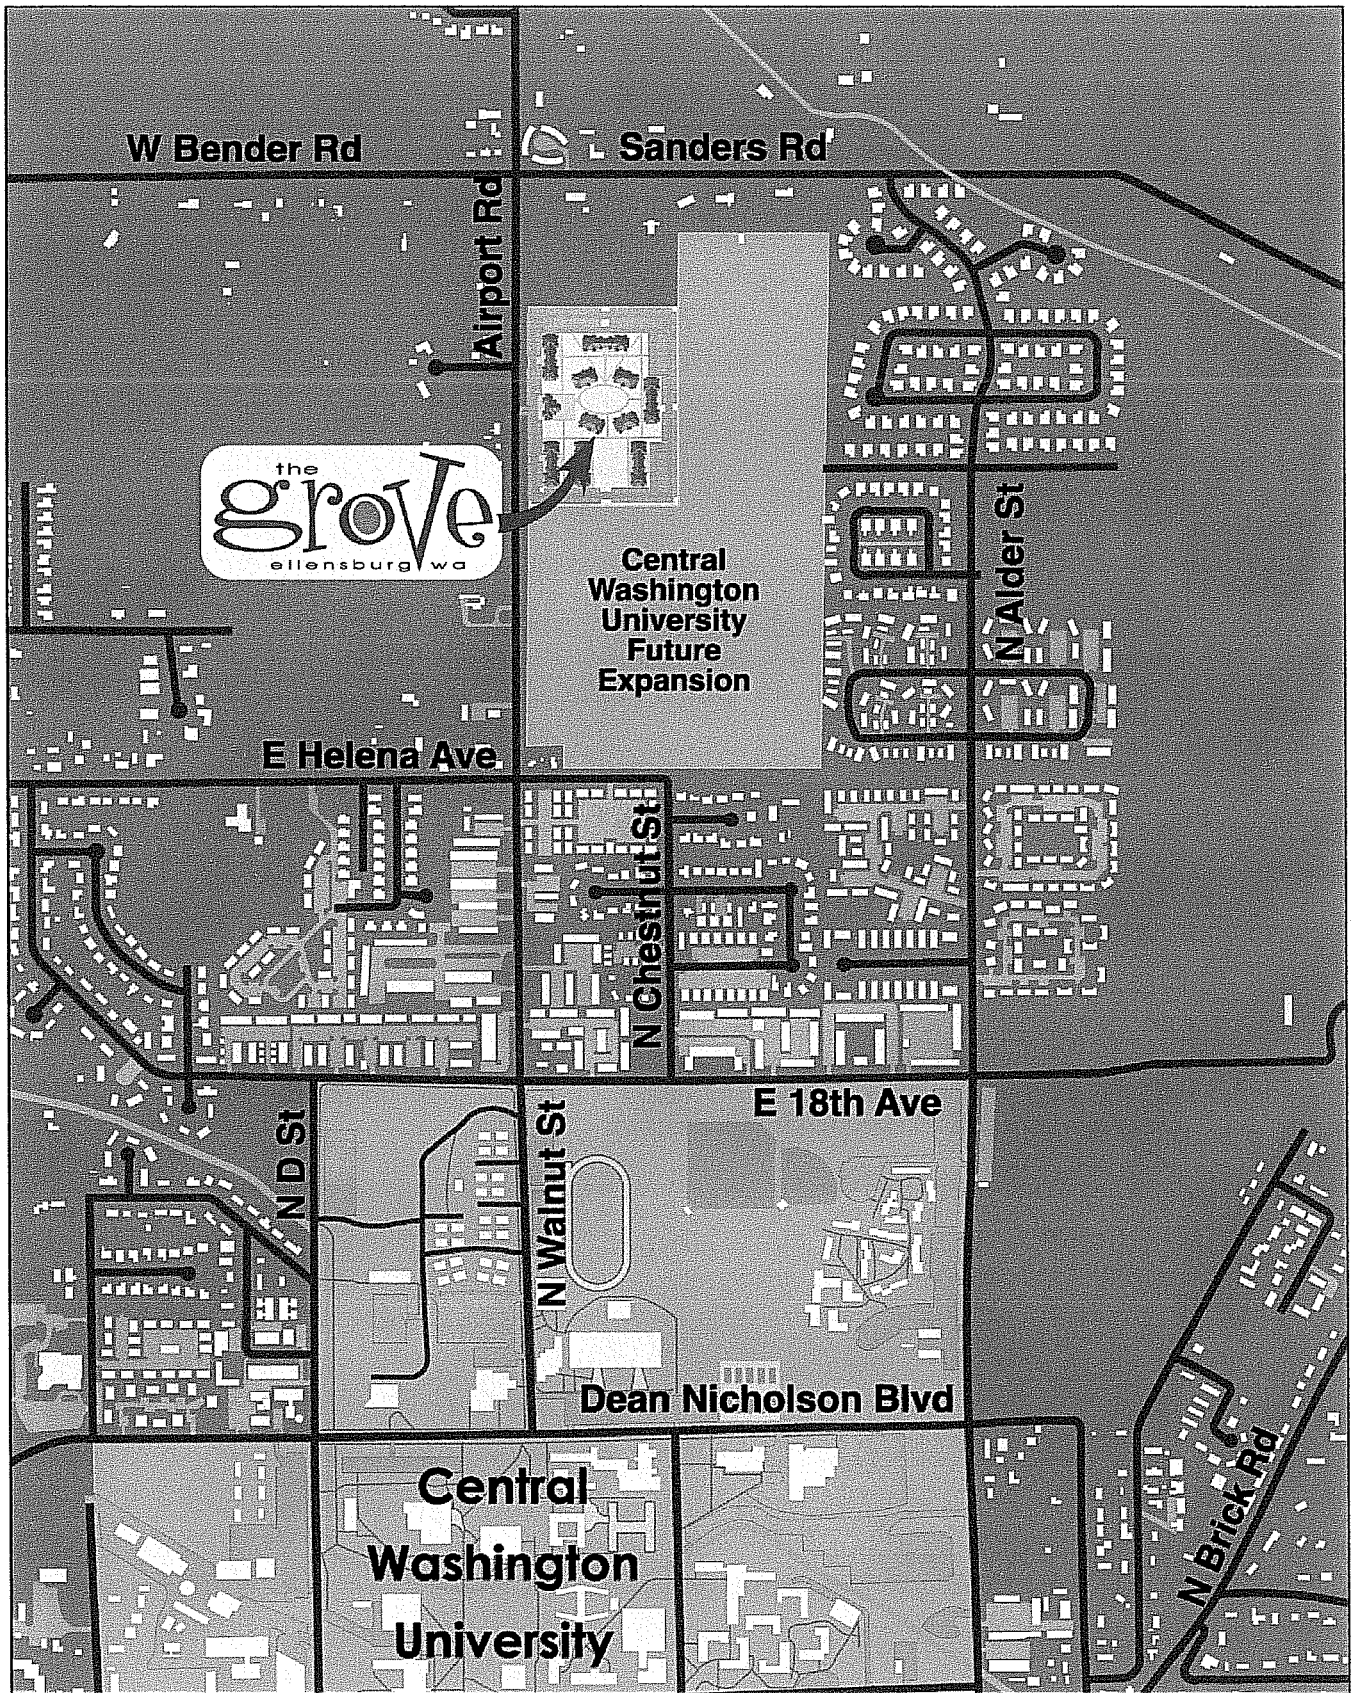 W Bender Rd
Sanders Rd
Airport Rd
the
grove
ellensburg wa
Central
Washington
University
Future
Expansion
N Alder St
E Helena Ave
N Chestnut St
E 18th Ave
N D St
N Walnut St
Dean Nicholson Blvd
N Brick Rd
Central
Washington
University